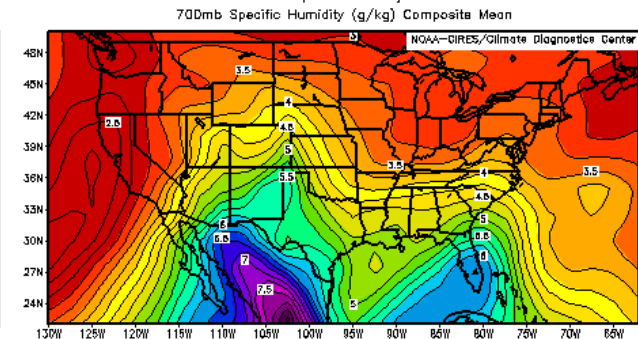 700mb Specific Humidity (g/kg) Composite Mean
NOAA-CIRES/Climate Diagnostics Center
3
48N
3.5
45N
4
42N
2.5
4.5
39N
5
3.5
5.5
4
3.5
36N
4.5
33N
5
6
5.5
30N
6.5
6
7
27N
7.5
24N
5
130W 125W 120W 115W 110W 105W 100W 95W 90W 85W 80W 75W 70W 65W